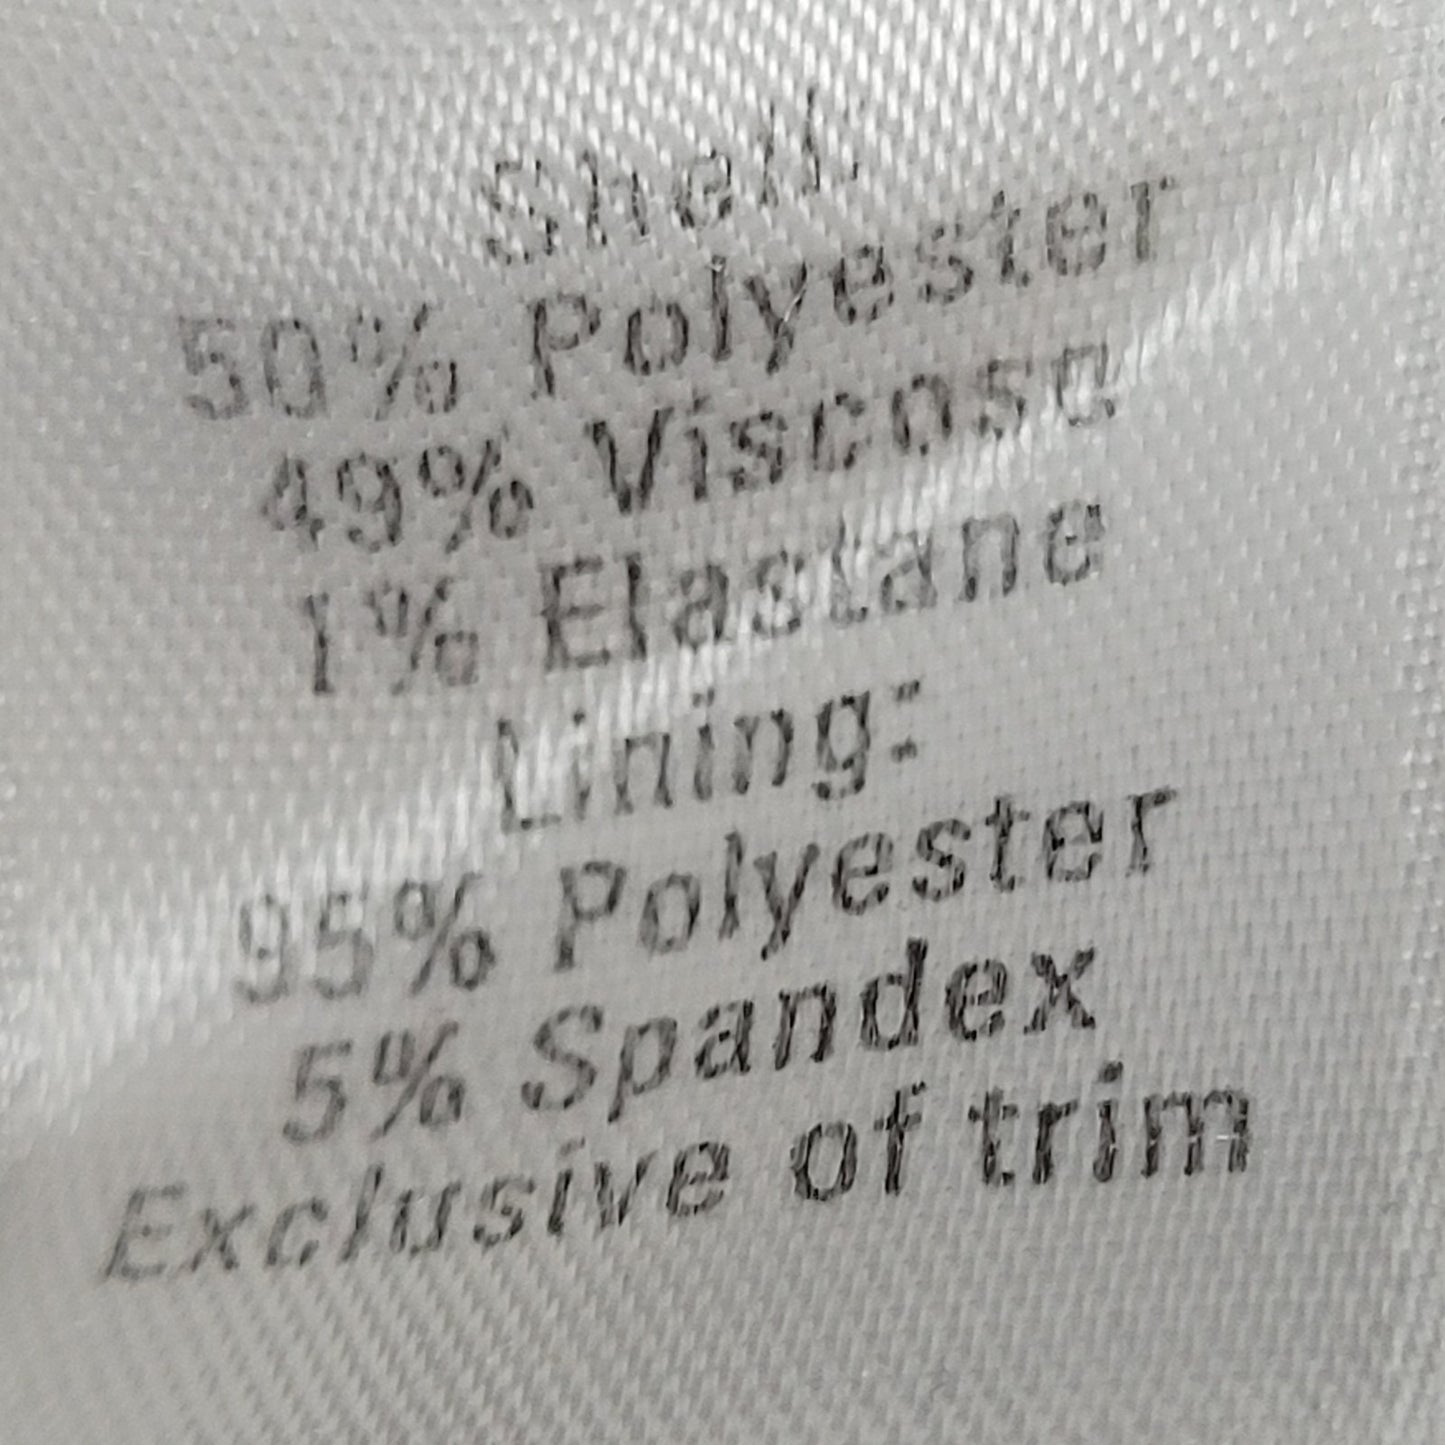 Shell:
50% Polyester
49% Viscose
1% Elastane
Lining:
95% Polyester
5% Spandex
Exclusive of trim